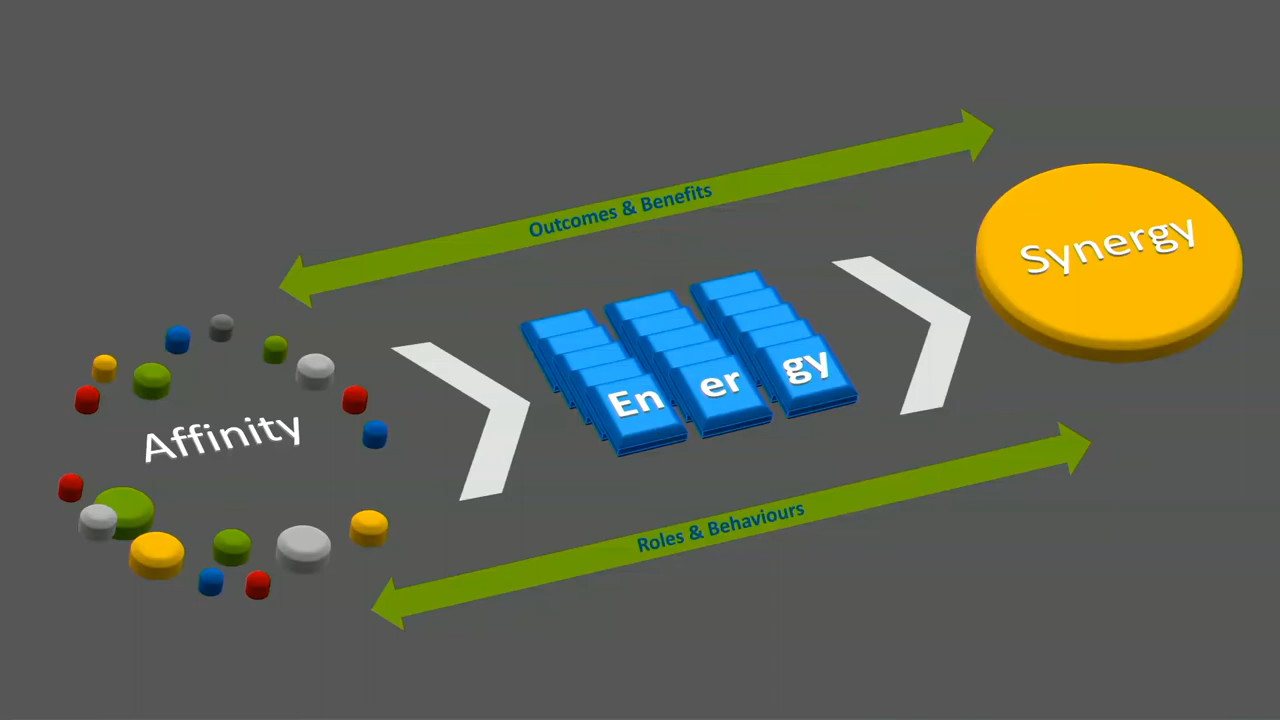 Outcomes & Benefits
Affinity
En er gy
Synergy
Roles & Behaviours